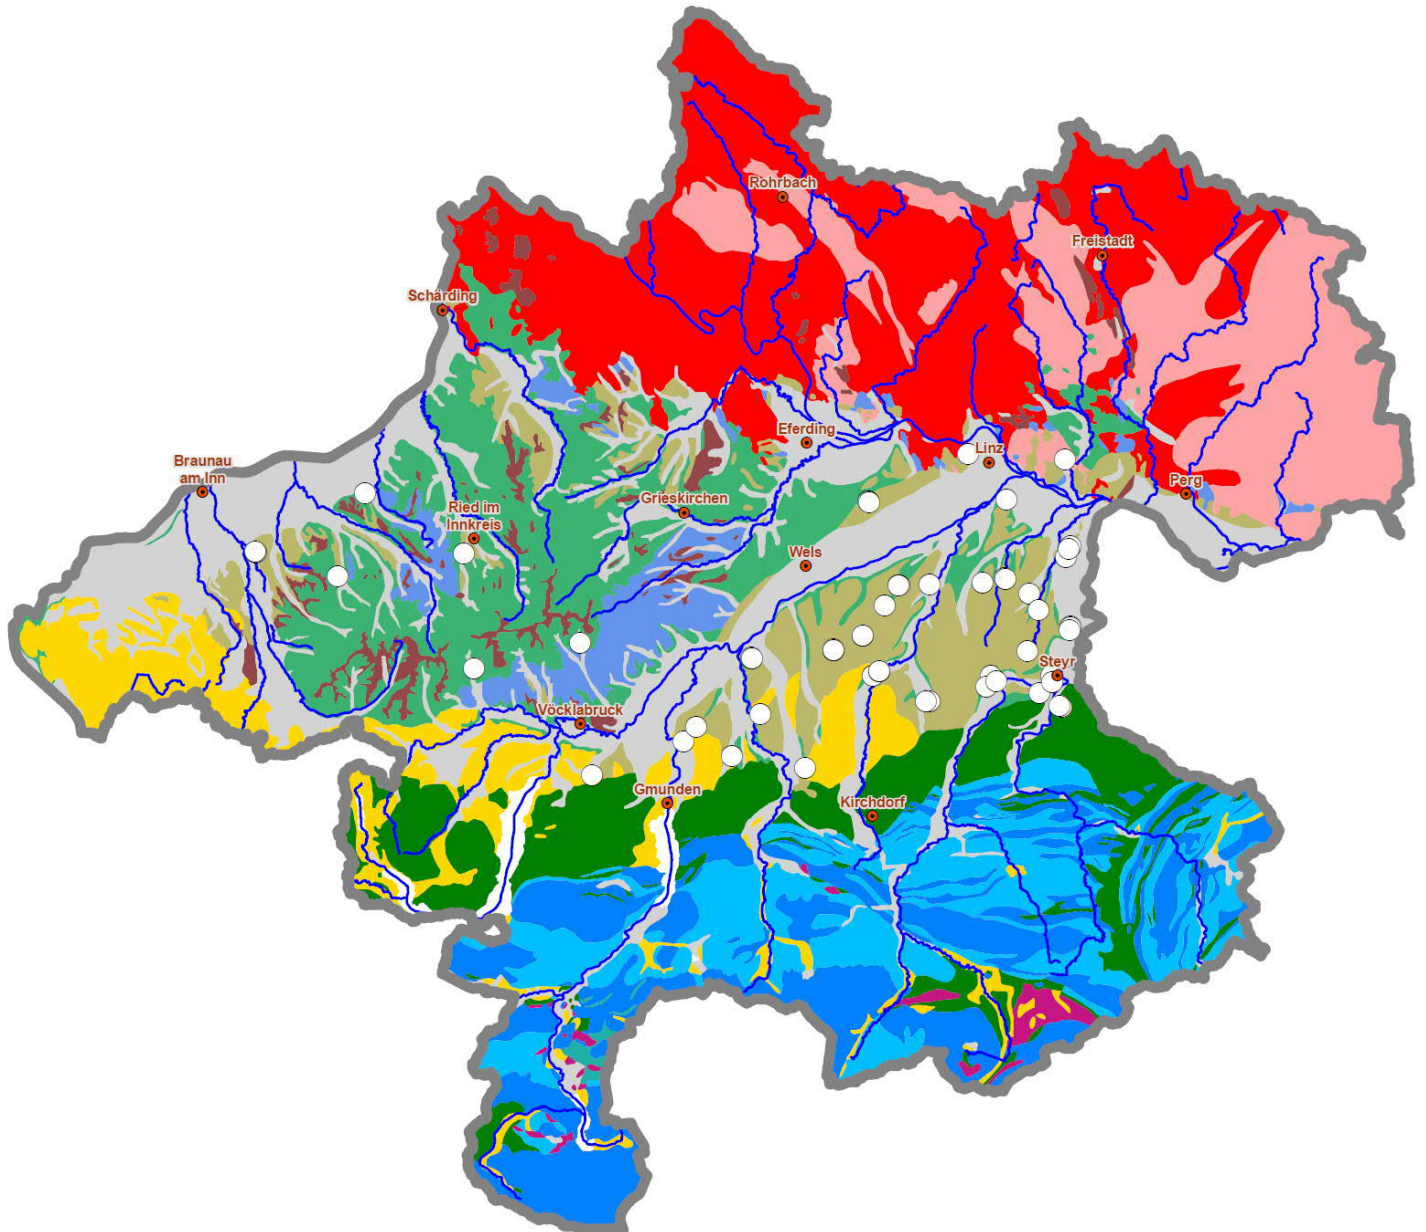 Rohrbach
Freistadt
Schärding
Eferding
Linz
Braunau
am Inn
Perg
Grieskirchen
Ried im
Innkreis
Wels
Steyr
Vöcklabruck
Gmunden
Kirchdorf